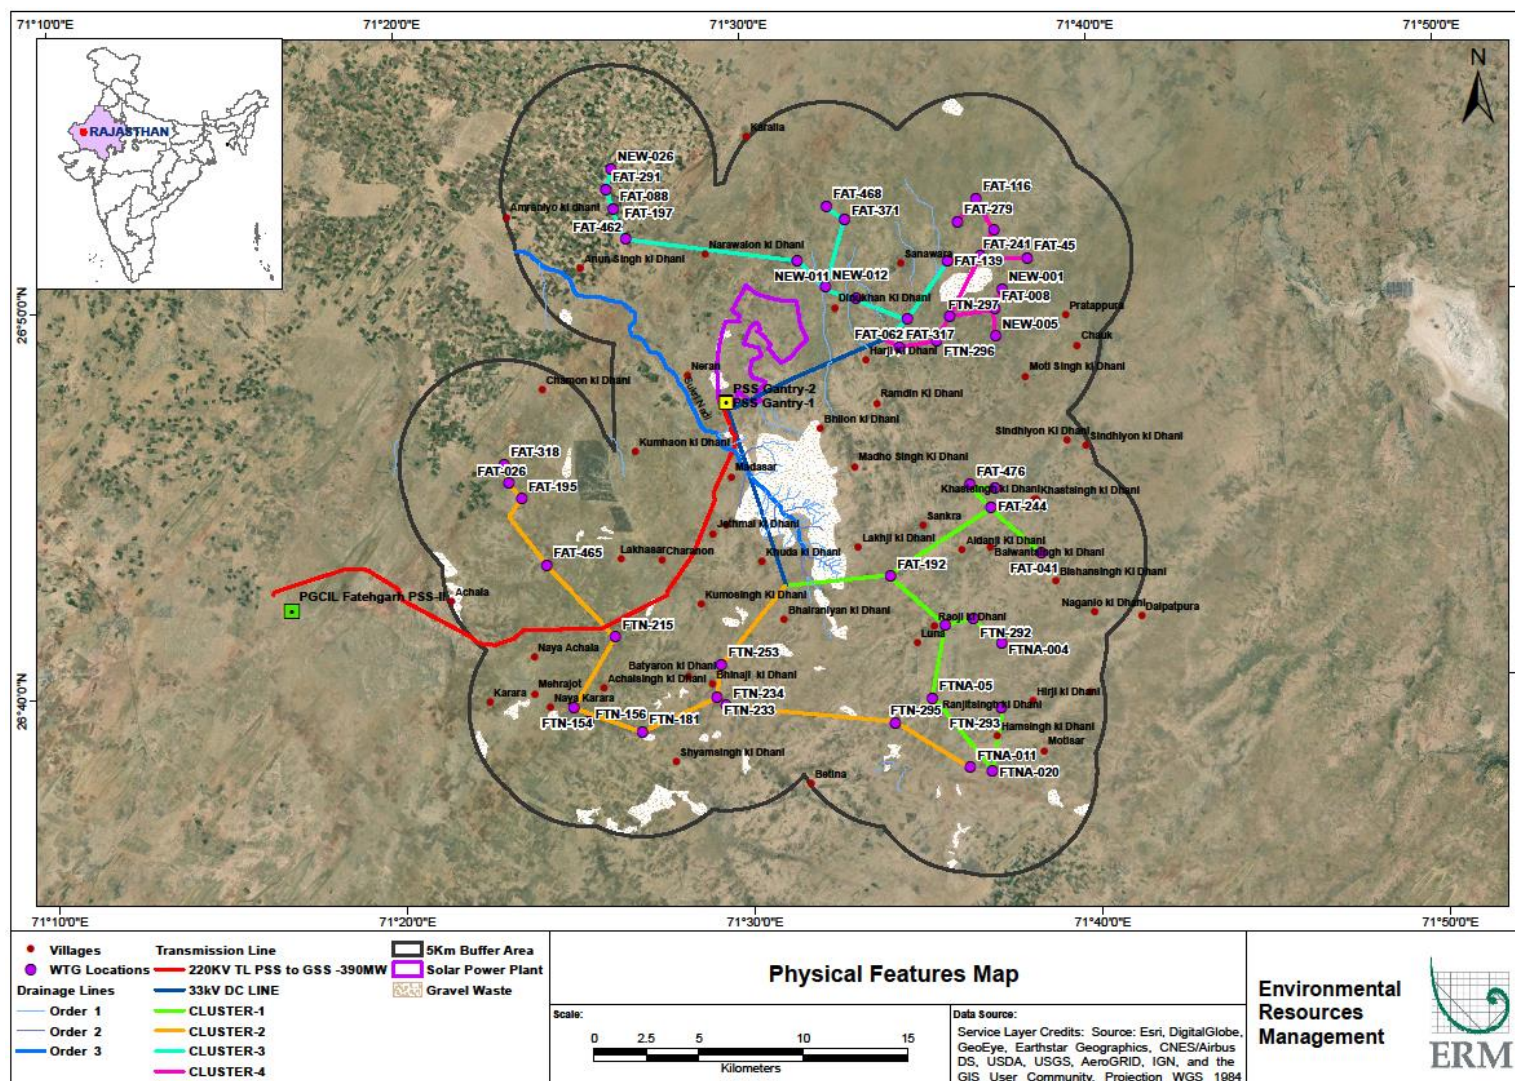 71°10'0"E 71°20'0"E 71°30'0"E 71°40'0"E 71°50'0"E
N
RAJASTHAN
Karalia
NEW-026
FAT-291
FAT-088
FAT-197
FAT-462
Amraniyo ki dhani
FAT-468
FAT-371
FAT-116
FAT-279
FAT-241
FAT-45
Narawalon ki Dhani
Arjun Singh ki Dhani
Sanawara
FAT-139
NEW-011
NEW-012
NEW-001
FAT-008
FTN-297
Pratappura
26°50'0"N
26°50'0"N
FAT-062
FAT-317
NEW-005
FTN-296
Chauk
Harji ki Dhani
Moti Singh ki Dhani
Neran
Chamon ki Dhani
Sukri Nadi
PSS Gantry-2
PSS Gantry-1
Ramdin Ki Dhani
Bhilon ki Dhani
Sindhiyon Ki Dhani
Sindhiyon ki Dhani
Kumhaon ki Dhani
FAT-318
FAT-026
FAT-195
Madasar
Madho Singh Ki Dhani
FAT-476
Khastsingh ki Dhani
Khastsingh ki Dhani
FAT-244
Jethmal ki Dhani
Sankra
FAT-465
Lakhasar
Charanon
Khuda ki Dhani
Lakhji ki Dhani
Aidanji Ki Dhani
Balwantsingh ki Dhani
FAT-041
FAT-192
Bishansingh Ki Dhani
PGCIL Fatehgarh PSS-II
Achala
Kumosingh Ki Dhani
Bhairaniyan ki Dhani
Naganio ki Dhani
Dalpatpura
FTN-215
Raoji ki Dhani
Luna
FTN-292
FTNA-004
Naya Achala
FTN-253
Batyaron ki Dhani
Bhinaji ki Dhani
Achalsingh ki Dhani
Mehrajot
Karara
Naya Karara
26°40'0"N
26°40'0"N
FTN-154
FTN-156
FTN-181
FTN-234
FTN-233
FTN-295
FTNA-05
Ranjitsingh ki Dhani
Hirji ki Dhani
FTN-293
Hamsingh ki Dhani
Motisar
Shyamsingh ki Dhani
FTNA-011
FTNA-020
Betina
71°10'0"E 71°20'0"E 71°30'0"E 71°40'0"E 71°50'0"E
Villages
WTG Locations
Drainage Lines
Order 1
Order 2
Order 3
Transmission Line
220KV TL PSS to GSS -390MW
33kV DC LINE
CLUSTER-1
CLUSTER-2
CLUSTER-3
CLUSTER-4
5Km Buffer Area
Solar Power Plant
Gravel Waste
Physical Features Map
Scale:
0 2.5 5 10 15
Kilometers
Data Source:
Service Layer Credits: Source: Esri, DigitalGlobe,
GeoEye, Earthstar Geographics, CNES/Airbus
DS, USDA, USGS, AeroGRID, IGN, and the
GIS User Community, Projection WGS 1984
Environmental
Resources
Management
ERM